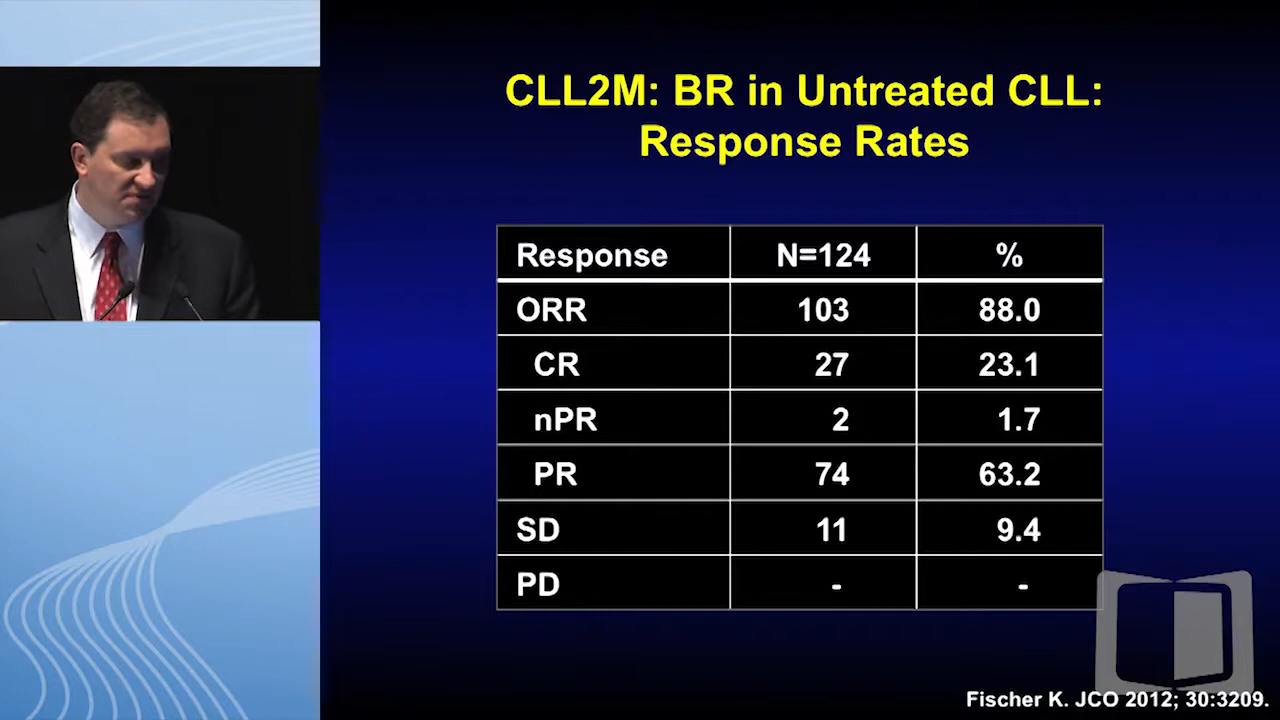 CLL2M: BR in Untreated CLL:
Response Rates
Response N=124 %
ORR 103 88.0
CR 27 23.1
nPR 2 1.7
PR 74 63.2
SD 11 9.4
PD - -
Fischer K. JCO 2012; 30:3209.